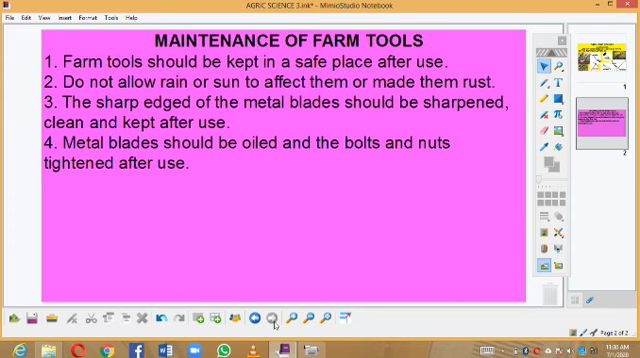 AGRIC SCIENCE 3.ink* - MimioStudio Notebook
File Edit View Insert Format Tools Help
MAINTENANCE OF FARM TOOLS
1. Farm tools should be kept in a safe place after use.
2. Do not allow rain or sun to affect them or made them rust.
3. The sharp edged of the metal blades should be sharpened,
clean and kept after use.
4. Metal blades should be oiled and the bolts and nuts
tightened after use.
1
2
Page 2 of 2
11:30 AM